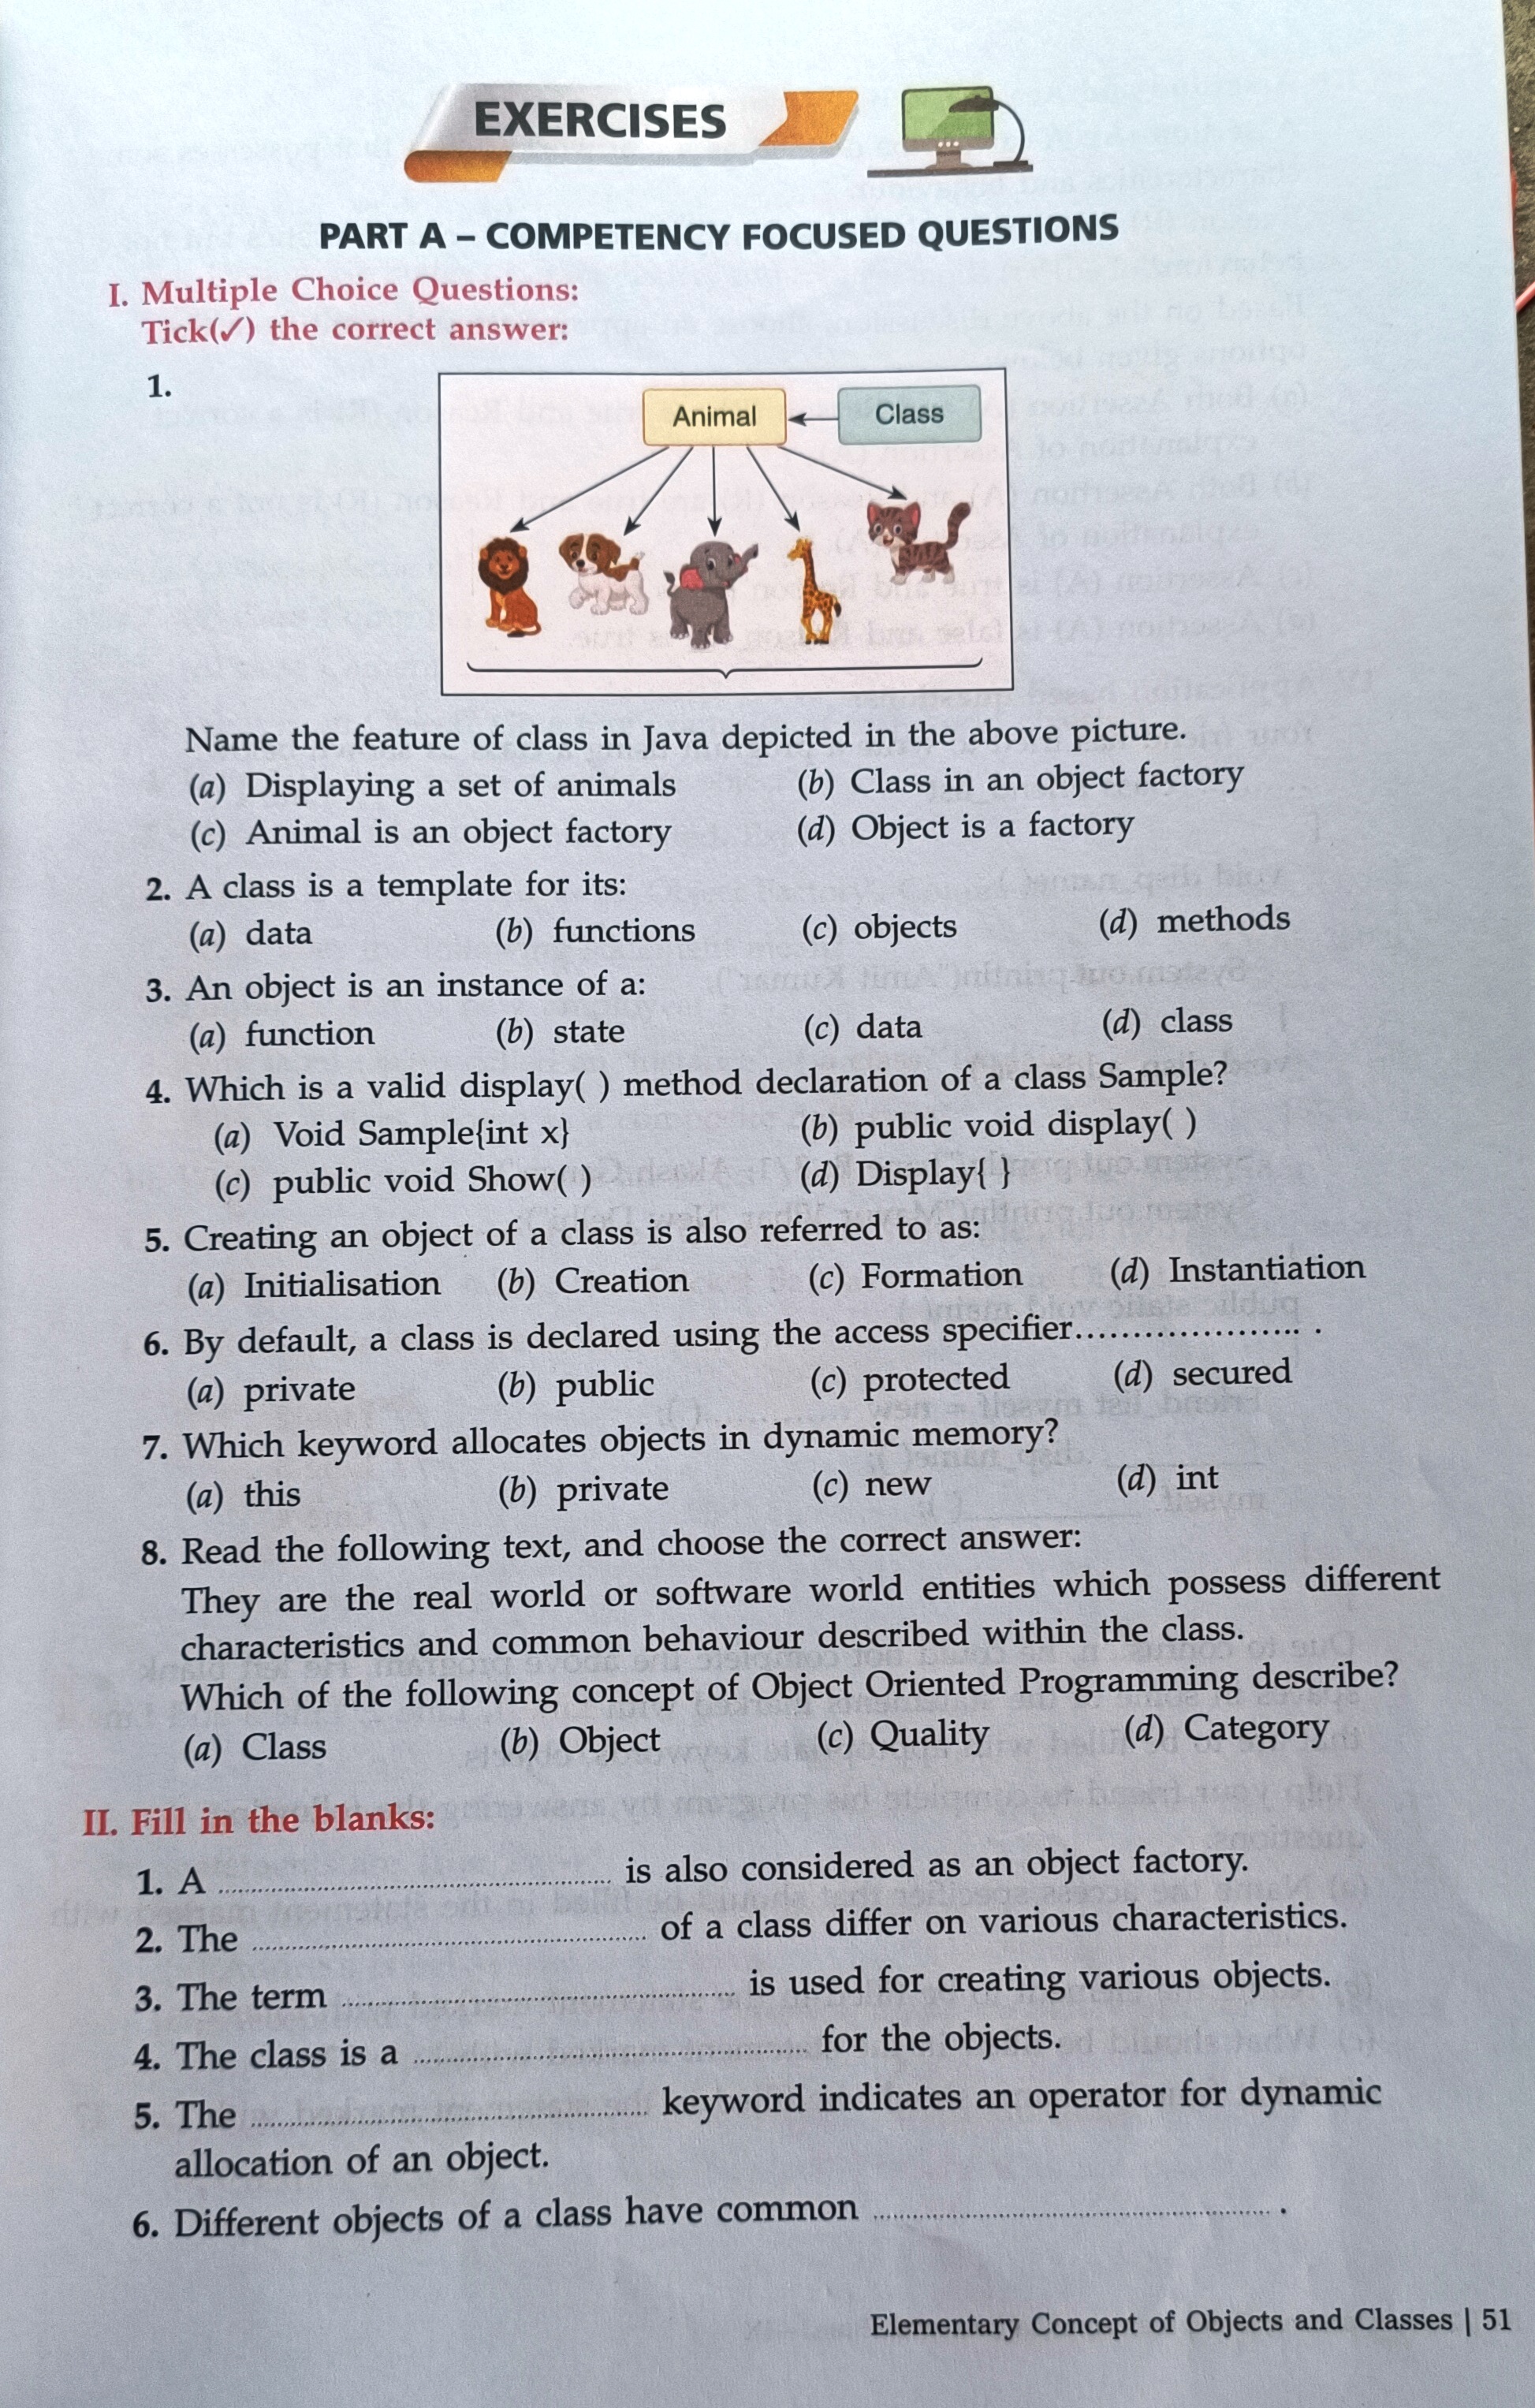 EXERCISES
PART A – COMPETENCY FOCUSED QUESTIONS
I. Multiple Choice Questions:
Tick(✓) the correct answer:
1.
Animal
Class
Name the feature of class in Java depicted in the above picture.
(a) Displaying a set of animals (b) Class in an object factory
(c) Animal is an object factory (d) Object is a factory
2. A class is a template for its:
(a) data (b) functions (c) objects (d) methods
3. An object is an instance of a:
(a) function (b) state (c) data (d) class
4. Which is a valid display( ) method declaration of a class Sample?
(a) Void Sample{int x} (b) public void display( )
(c) public void Show( ) (d) Display{ }
5. Creating an object of a class is also referred to as:
(a) Initialisation (b) Creation (c) Formation (d) Instantiation
6. By default, a class is declared using the access specifier..................... .
(a) private (b) public (c) protected (d) secured
7. Which keyword allocates objects in dynamic memory?
(a) this (b) private (c) new (d) int
8. Read the following text, and choose the correct answer:
They are the real world or software world entities which possess different
characteristics and common behaviour described within the class.
Which of the following concept of Object Oriented Programming describe?
(a) Class (b) Object (c) Quality (d) Category
II. Fill in the blanks:
1. A ........................................ is also considered as an object factory.
2. The ........................................ of a class differ on various characteristics.
3. The term ........................................ is used for creating various objects.
4. The class is a ........................................ for the objects.
5. The ........................................ keyword indicates an operator for dynamic
allocation of an object.
6. Different objects of a class have common ........................................ .
Elementary Concept of Objects and Classes | 51